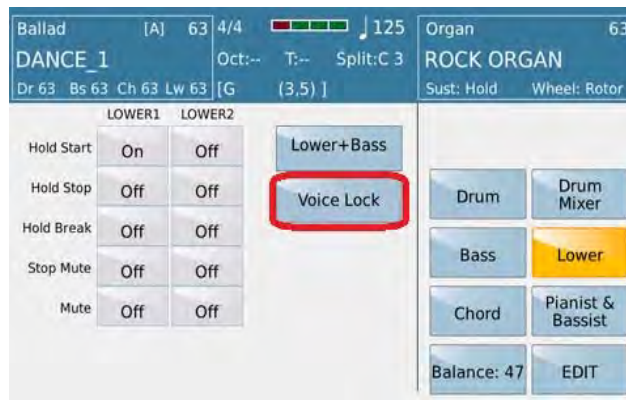 Ballad [A] 63 4/4 125 Organ 63
DANCE_1 Oct:-- T:-- Split:C 3 ROCK ORGAN
Dr 63 Bs 63 Ch 63 Lw 63 [G (3,5) ] Sust: Hold Wheel: Rotor
LOWER1 LOWER2
Hold Start On Off
Hold Stop Off Off
Hold Break Off Off
Stop Mute Off Off
Mute Off Off
Lower+Bass
Voice Lock
Drum
Drum
Mixer
Bass
Lower
Chord
Pianist &
Bassist
Balance: 47
EDIT